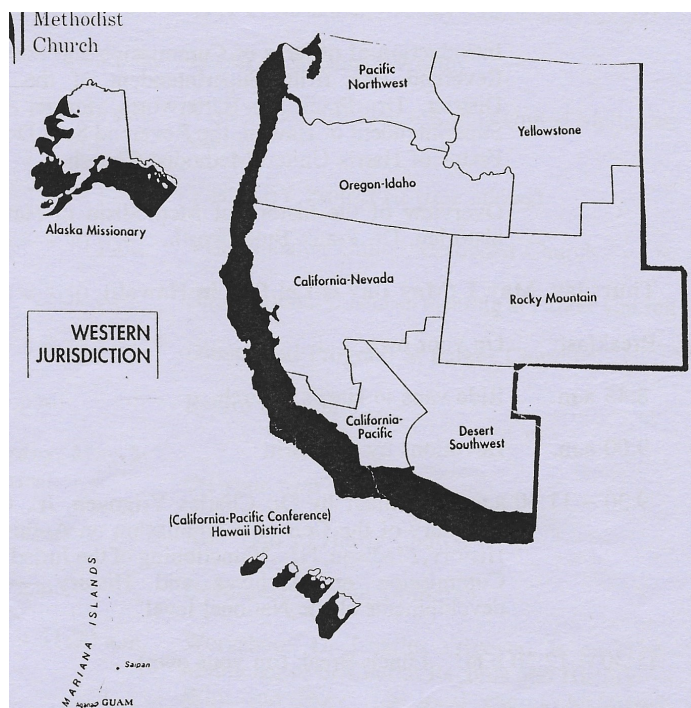 Methodist
Church
Pacific
Northwest
Yellowstone
Oregon-Idaho
Alaska Missionary
California-Nevada
Rocky Mountain
WESTERN
JURISDICTION
California-
Pacific
Desert
Southwest
(California-Pacific Conference)
Hawaii District
MARIANA ISLANDS
Saipan
Agana GUAM